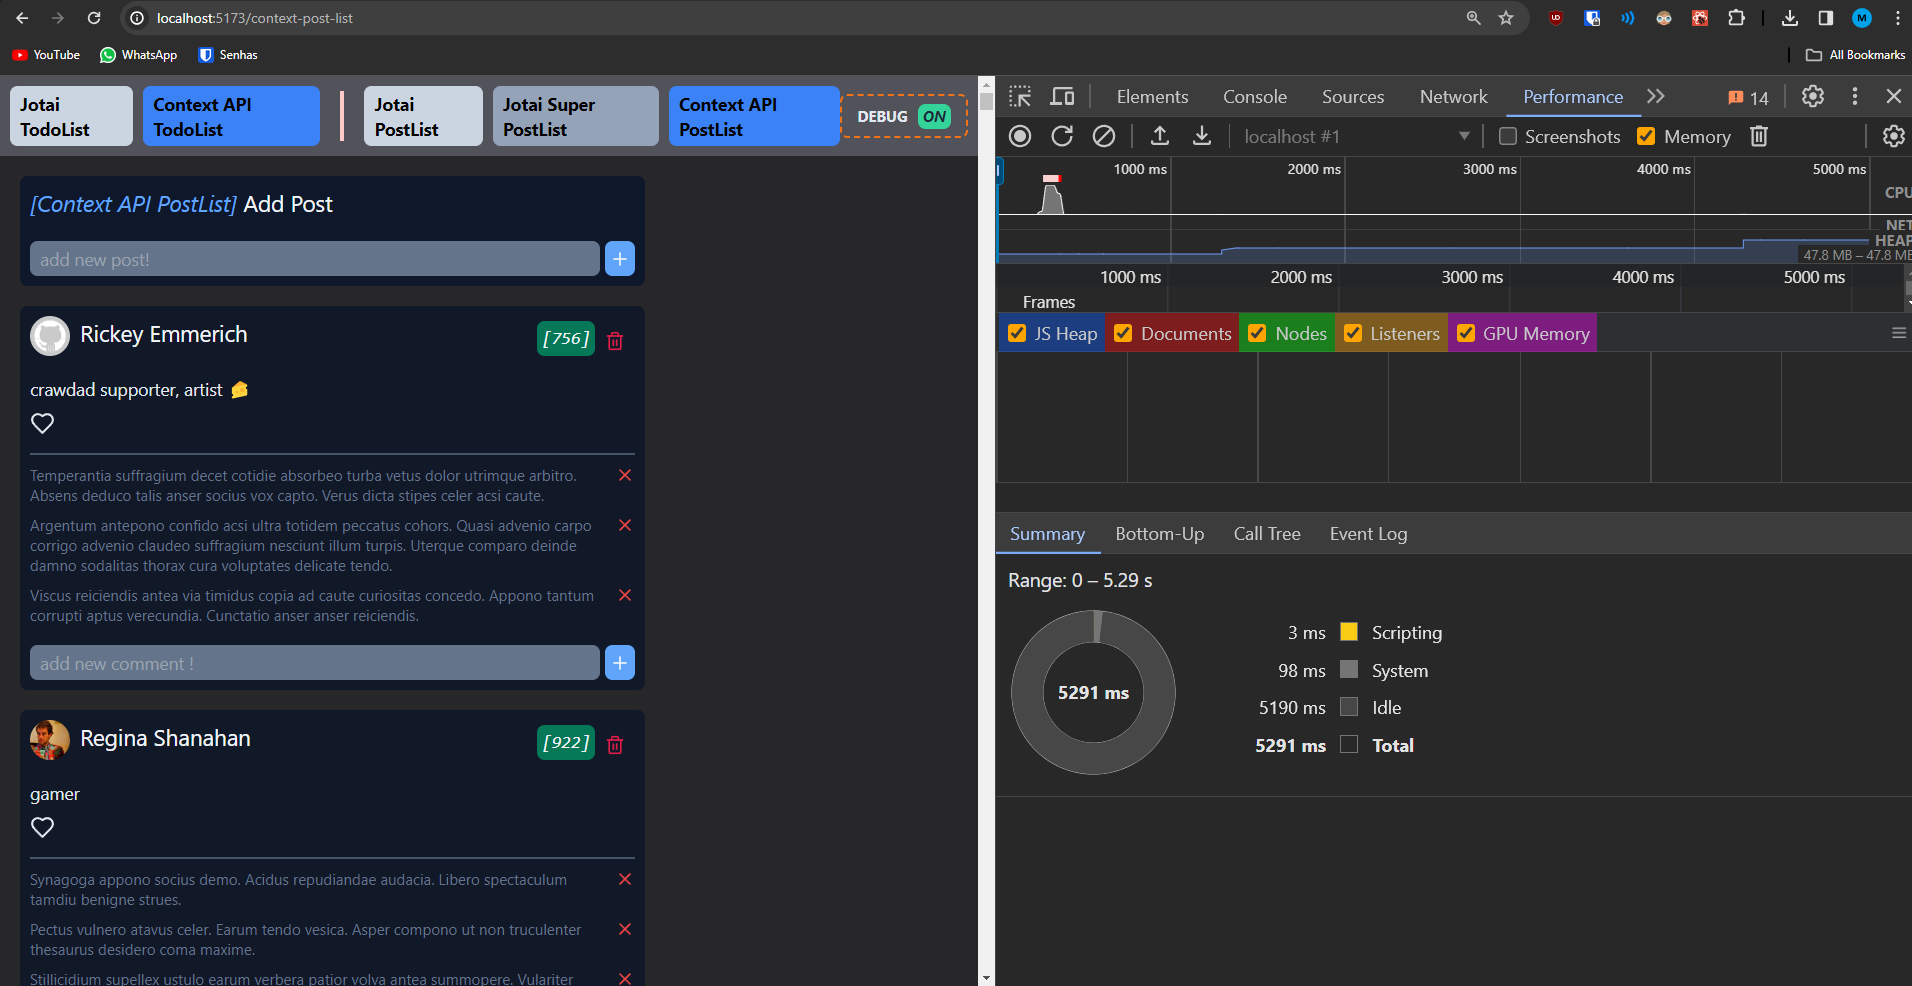 localhost:5173/context-post-list
YouTube
WhatsApp
Senhas
All Bookmarks
Jotai
TodoList
Context API
TodoList
Jotai
PostList
Jotai Super
PostList
Context API
PostList
DEBUG ON
[Context API PostList] Add Post
add new post!
+
Rickey Emmerich
[756]
crawdad supporter, artist 🧀
Temperantia suffragium decet cotidie absorbeo turba vetus dolor utrimque arbitro.
Absens deduco talis anser socius vox capto. Verus dicta stipes celer acsi caute.
Argentum antepono confido acsi ultra totidem peccatus cohors. Quasi advenio carpo
corrigo advenio claudeo suffragium nesciunt illum turpis. Uterque comparo deinde
damno sodalitas thorax cura voluptates delicate tendo.
Viscus reiciendis antea via timidus copia ad caute curiositas concedo. Appono tantum
corrupti aptus verecundia. Cunctatio anser anser reiciendis.
add new comment !
+
Regina Shanahan
[922]
gamer
Synagoga appono socius demo. Acidus repudiandae audacia. Libero spectaculum
tamdiu benigne strues.
Pectus vulnero atavus celer. Earum tendo vesica. Asper compono ut non truculenter
thesaurus desidero coma maxime.
Stillicidium supellex ustulo earum verbera patior volva antea summopere. Vulariter
Elements
Console
Sources
Network
Performance
14
localhost #1
Screenshots
Memory
1000 ms
2000 ms
3000 ms
4000 ms
5000 ms
CPU
NET
HEAP
47.8 MB – 47.8 MB
1000 ms
2000 ms
3000 ms
4000 ms
5000 ms
Frames
JS Heap
Documents
Nodes
Listeners
GPU Memory
Summary
Bottom-Up
Call Tree
Event Log
Range: 0 – 5.29 s
5291 ms
3 ms Scripting
98 ms System
5190 ms Idle
5291 ms Total